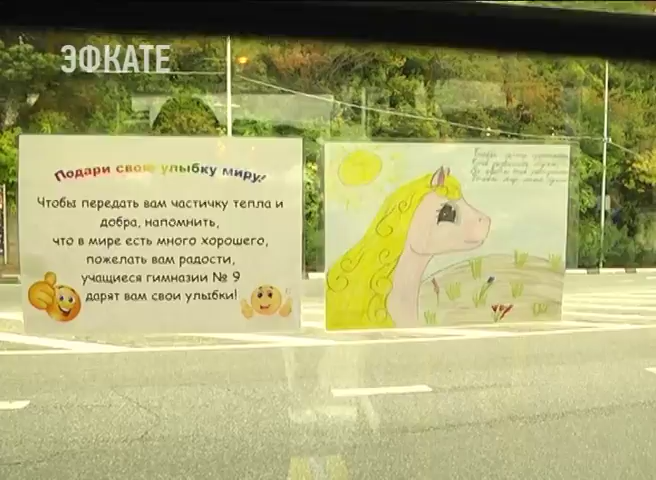 ЭФКАТЕ
Подари свою улыбку миру!
Чтобы передать вам частичку тепла и
добра, напомнить,
что в мире есть много хорошего,
пожелать вам радости,
учащиеся гимназии № 9
дарят вам свои улыбки!